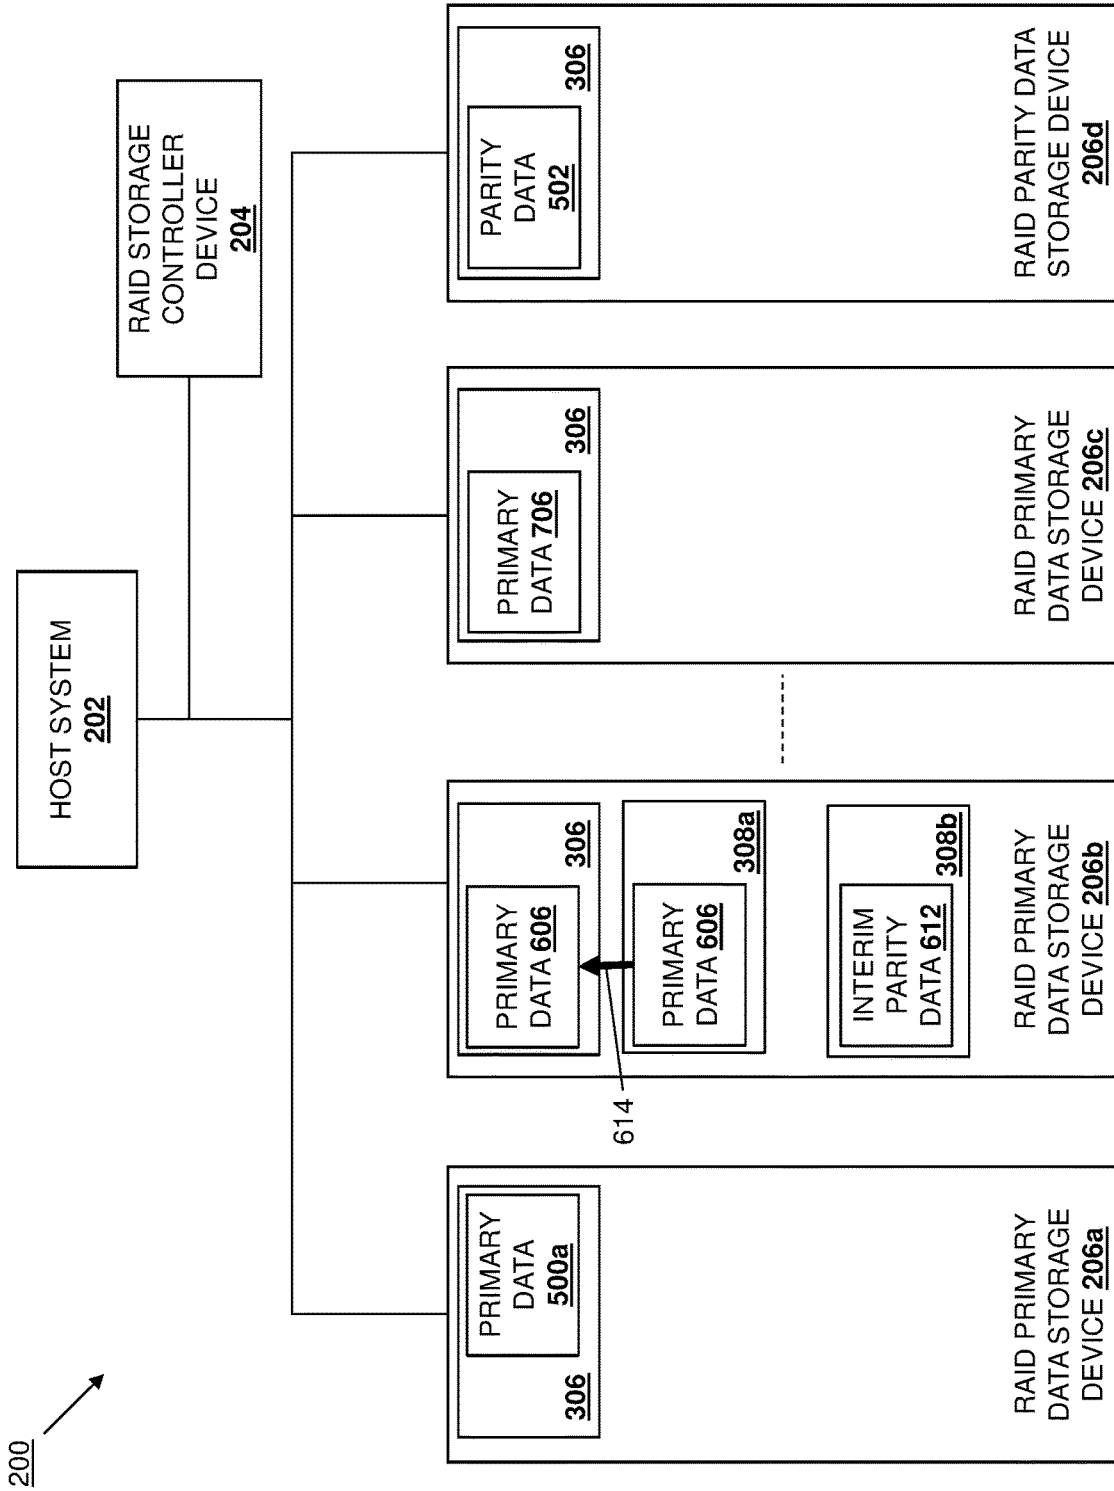 200
HOST SYSTEM
202
RAID STORAGE
CONTROLLER
DEVICE
204
PRIMARY
DATA
500a
306
RAID PRIMARY
DATA STORAGE
DEVICE 206a
614
PRIMARY
DATA 606
306
PRIMARY
DATA 606
308a
INTERIM
PARITY
DATA 612
308b
RAID PRIMARY
DATA STORAGE
DEVICE 206b
PRIMARY
DATA 706
306
RAID PRIMARY
DATA STORAGE
DEVICE 206c
PARITY
DATA
502
306
RAID PARITY DATA
STORAGE DEVICE
206d